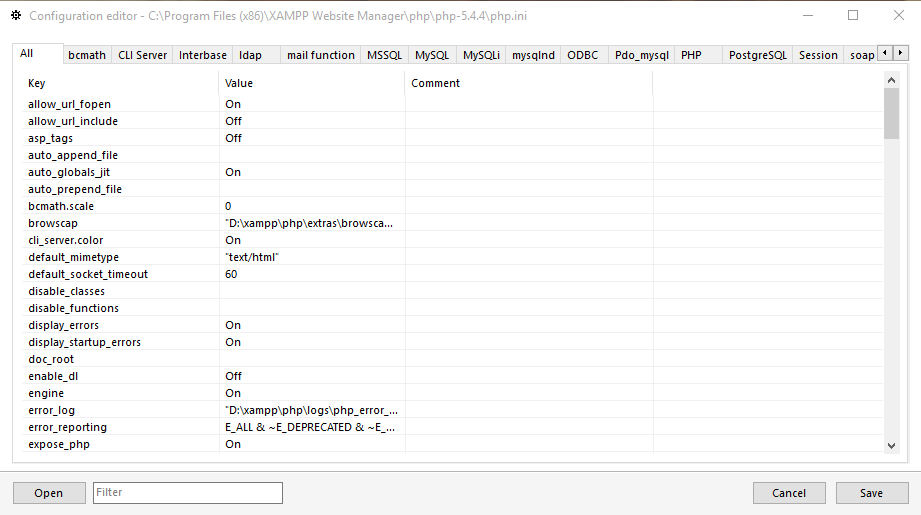 Configuration editor - C:\Program Files (x86)\XAMPP Website Manager\php\php-5.4.4\php.ini
All bcmath CLI Server Interbase ldap mail function MSSQL MySQL MySQLi mysqlnd ODBC Pdo_mysql PHP PostgreSQL Session soap
Key Value Comment
allow_url_fopen On
allow_url_include Off
asp_tags Off
auto_append_file
auto_globals_jit On
auto_prepend_file
bcmath.scale 0
browscap "D:\xampp\php\extras\browsca...
cli_server.color On
default_mimetype "text/html"
default_socket_timeout 60
disable_classes
disable_functions
display_errors On
display_startup_errors On
doc_root
enable_dl Off
engine On
error_log "D:\xampp\php\logs\php_error_...
error_reporting E_ALL & ~E_DEPRECATED & ~E_...
expose_php On
Open Filter Cancel Save